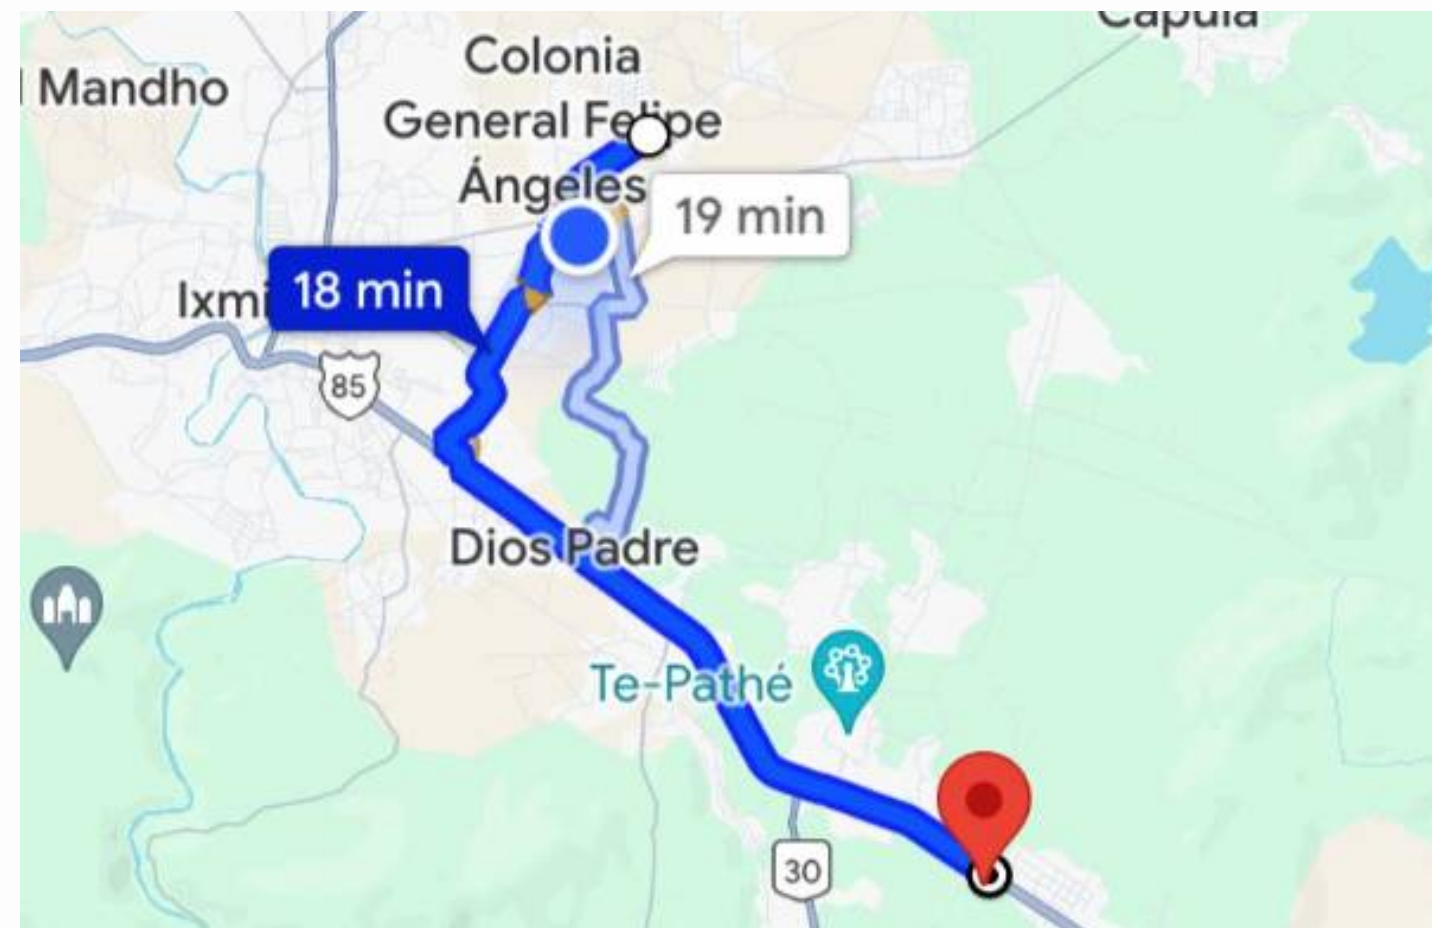 Capula
l Mandho
Colonia
General Felipe
Ángeles
19 min
18 min
Ixmi
85
Dios Padre
Te-Pathé
30